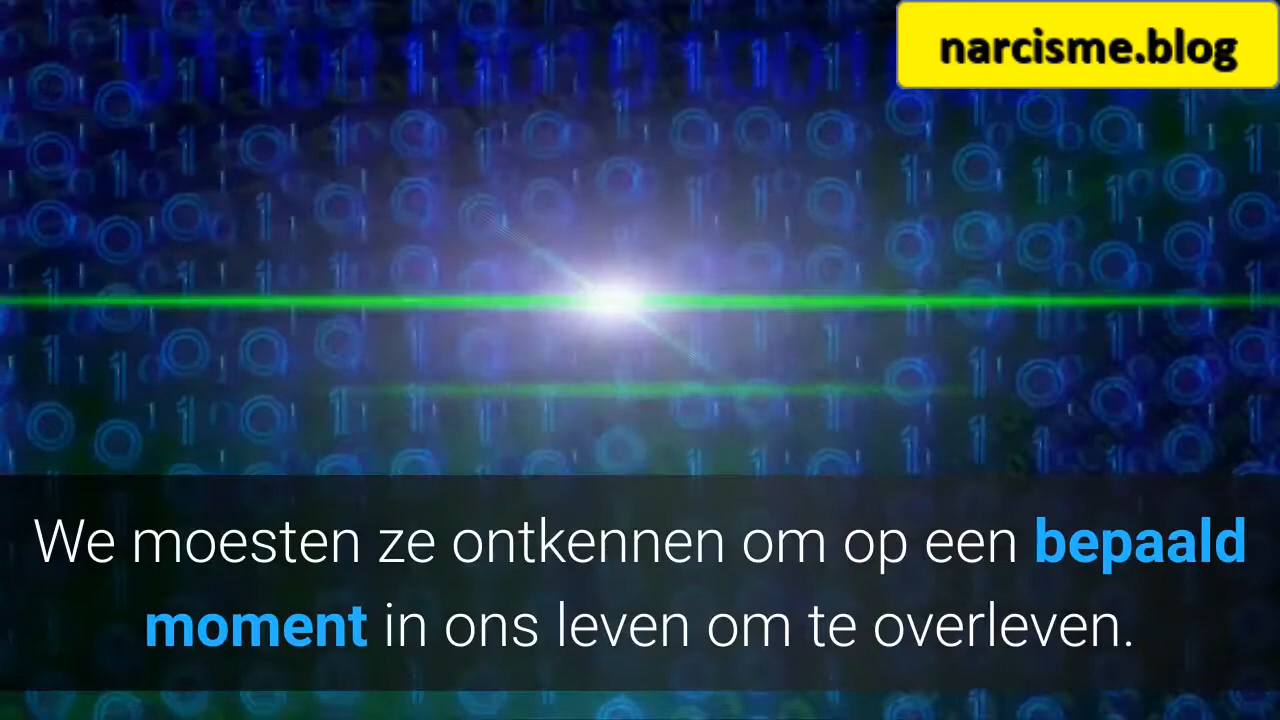 narcisme.blog
We moesten ze ontkennen om op een bepaald
moment in ons leven om te overleven.